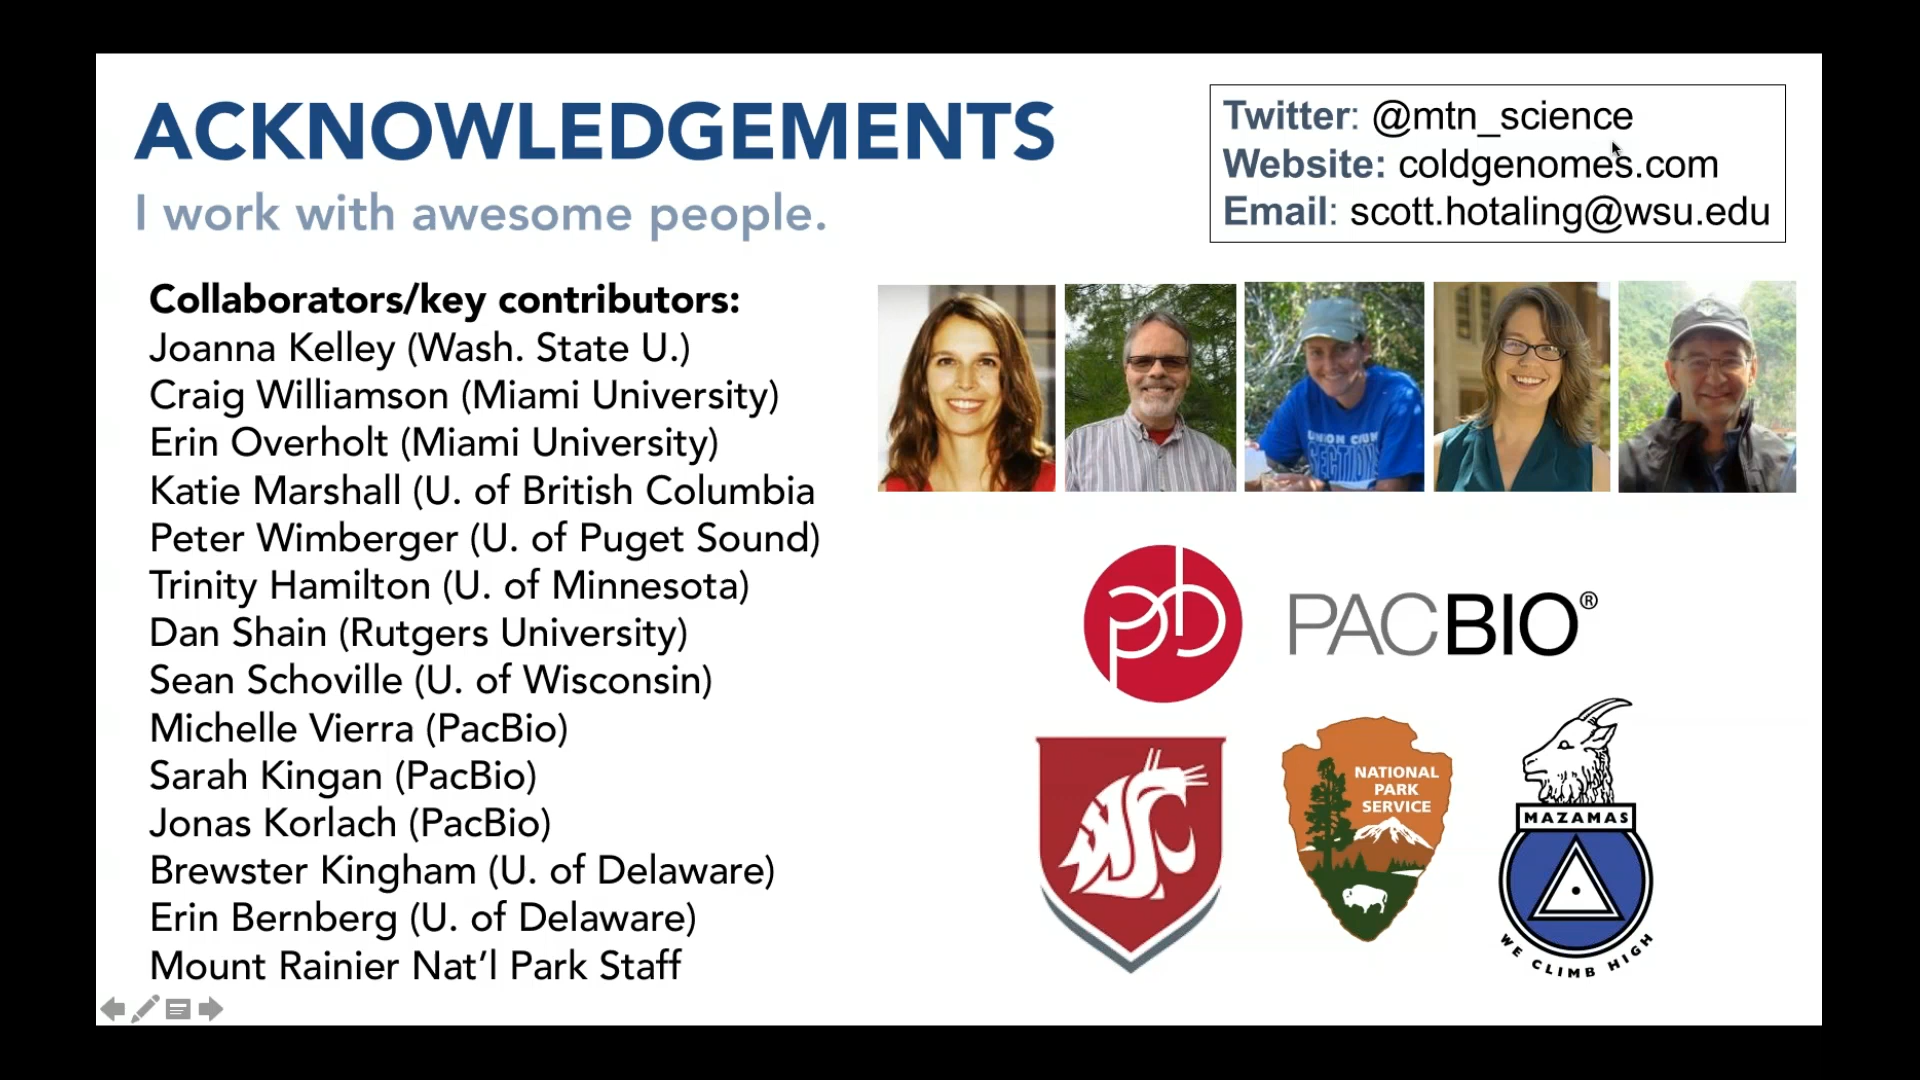 ACKNOWLEDGEMENTS
I work with awesome people.
Twitter: @mtn_science
Website: coldgenomes.com
Email: scott.hotaling@wsu.edu
Collaborators/key contributors:
Joanna Kelley (Wash. State U.)
Craig Williamson (Miami University)
Erin Overholt (Miami University)
Katie Marshall (U. of British Columbia
Peter Wimberger (U. of Puget Sound)
Trinity Hamilton (U. of Minnesota)
Dan Shain (Rutgers University)
Sean Schoville (U. of Wisconsin)
Michelle Vierra (PacBio)
Sarah Kingan (PacBio)
Jonas Korlach (PacBio)
Brewster Kingham (U. of Delaware)
Erin Bernberg (U. of Delaware)
Mount Rainier Nat’l Park Staff
UNION
SECTION
pb
PACBIO®
WSC
NATIONAL
PARK
SERVICE
MAZAMAS
WE CLIMB HIGH